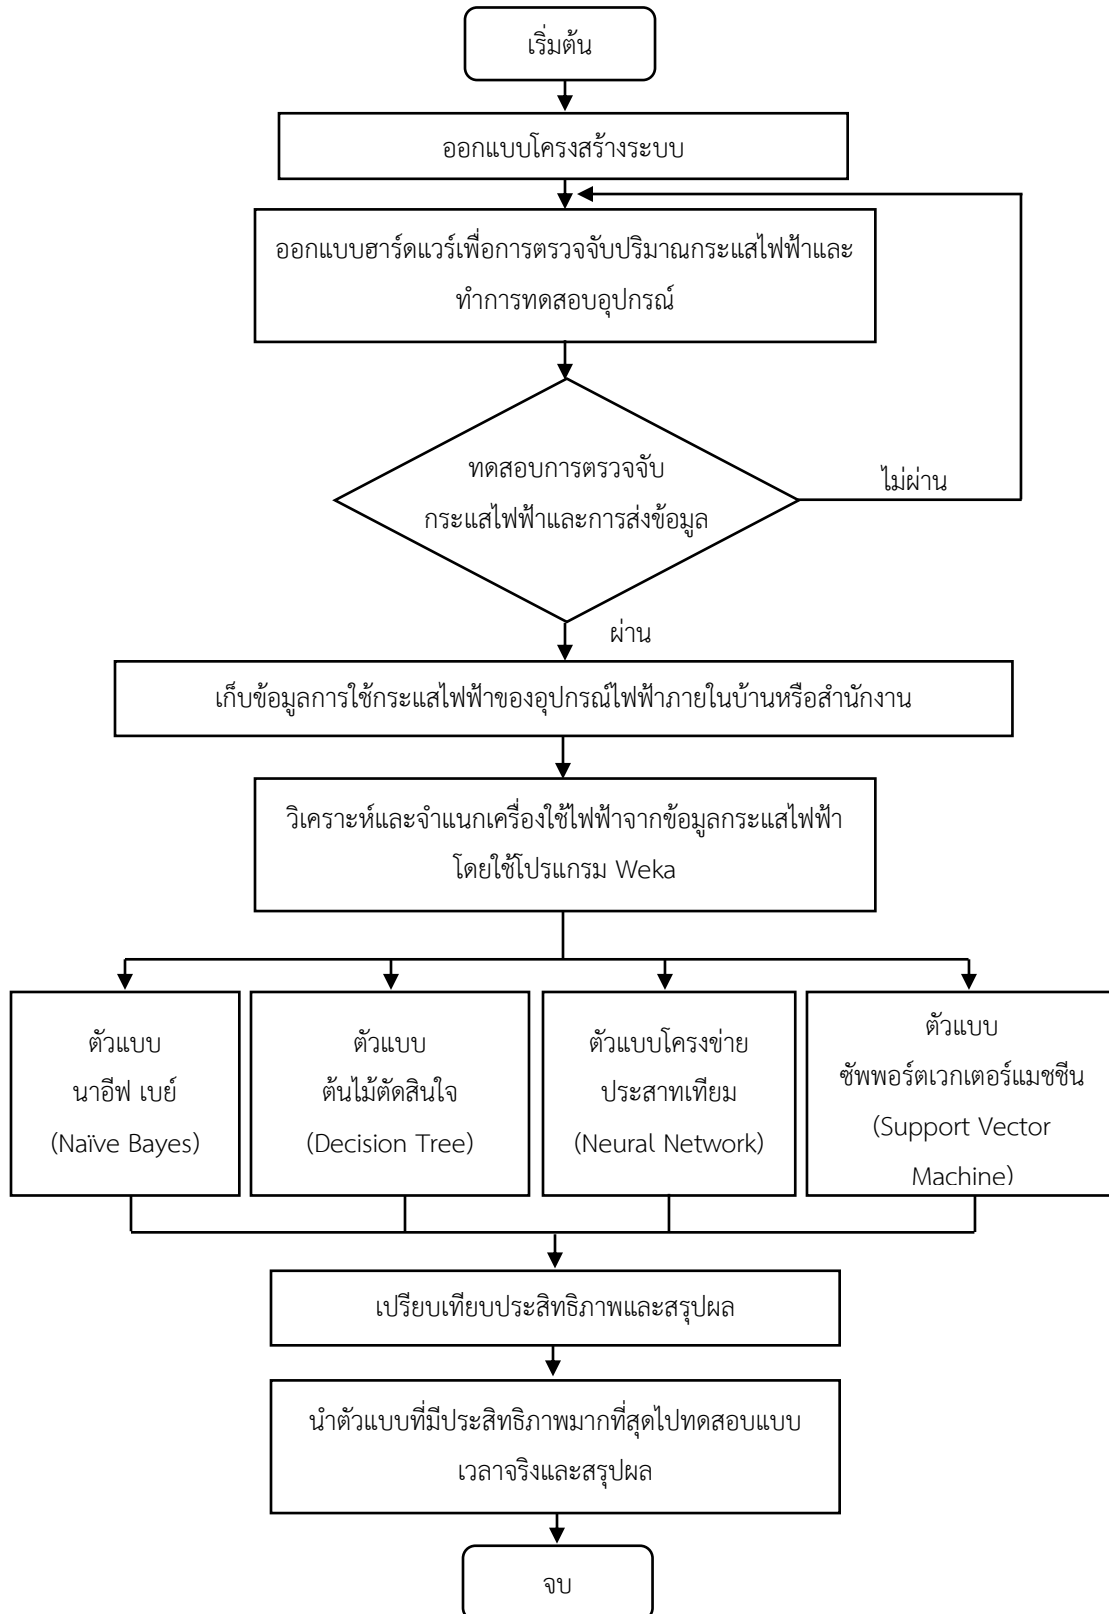 เริ่มต้น
ออกแบบโครงสร้างระบบ
ออกแบบฮาร์ดแวร์เพื่อการตรวจจับปริมาณกระแสไฟฟ้าและ
ทำการทดสอบอุปกรณ์
ทดสอบการตรวจจับ
กระแสไฟฟ้าและการส่งข้อมูล
ไม่ผ่าน
ผ่าน
เก็บข้อมูลการใช้กระแสไฟฟ้าของอุปกรณ์ไฟฟ้าภายในบ้านหรือสำนักงาน
วิเคราะห์และจำแนกเครื่องใช้ไฟฟ้าจากข้อมูลกระแสไฟฟ้า
โดยใช้โปรแกรม Weka
ตัวแบบ
นาอีฟ เบย์
(Naïve Bayes)
ตัวแบบ
ต้นไม้ตัดสินใจ
(Decision Tree)
ตัวแบบโครงข่าย
ประสาทเทียม
(Neural Network)
ตัวแบบ
ซัพพอร์ตเวกเตอร์แมชชีน
(Support Vector
Machine)
เปรียบเทียบประสิทธิภาพและสรุปผล
นำตัวแบบที่มีประสิทธิภาพมากที่สุดไปทดสอบแบบ
เวลาจริงและสรุปผล
จบ